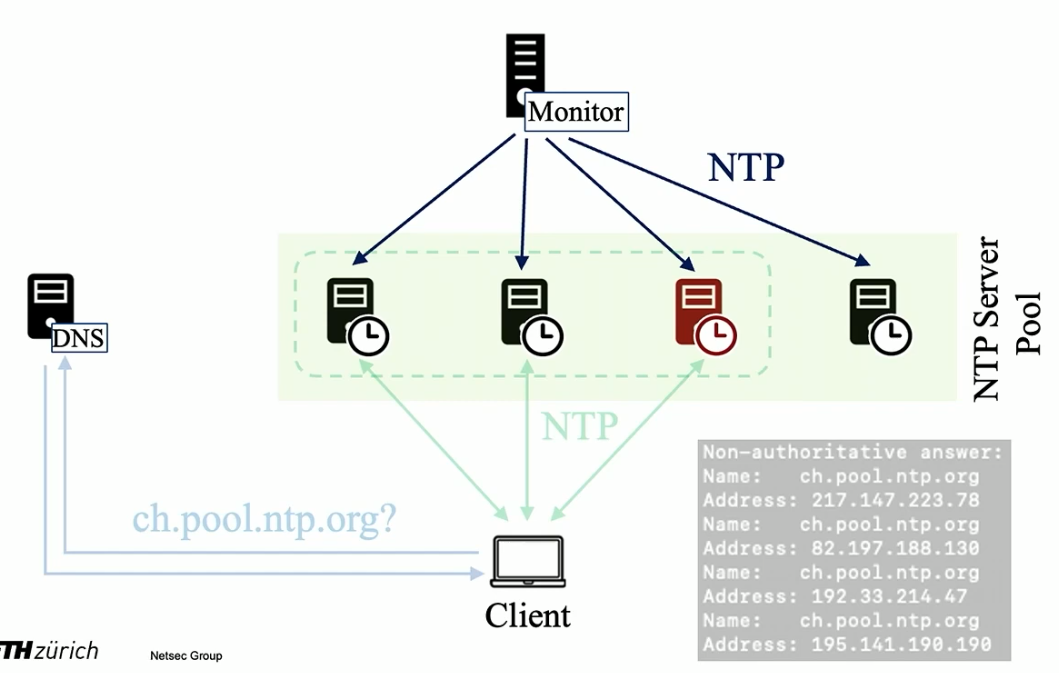 Monitor
NTP
NTP Server
Pool
DNS
NTP
ch.pool.ntp.org?
Client
Non-authoritative answer:
Name: ch.pool.ntp.org
Address: 217.147.223.78
Name: ch.pool.ntp.org
Address: 82.197.188.130
Name: ch.pool.ntp.org
Address: 192.33.214.47
Name: ch.pool.ntp.org
Address: 195.141.190.190
ETH zürich
Netsec Group